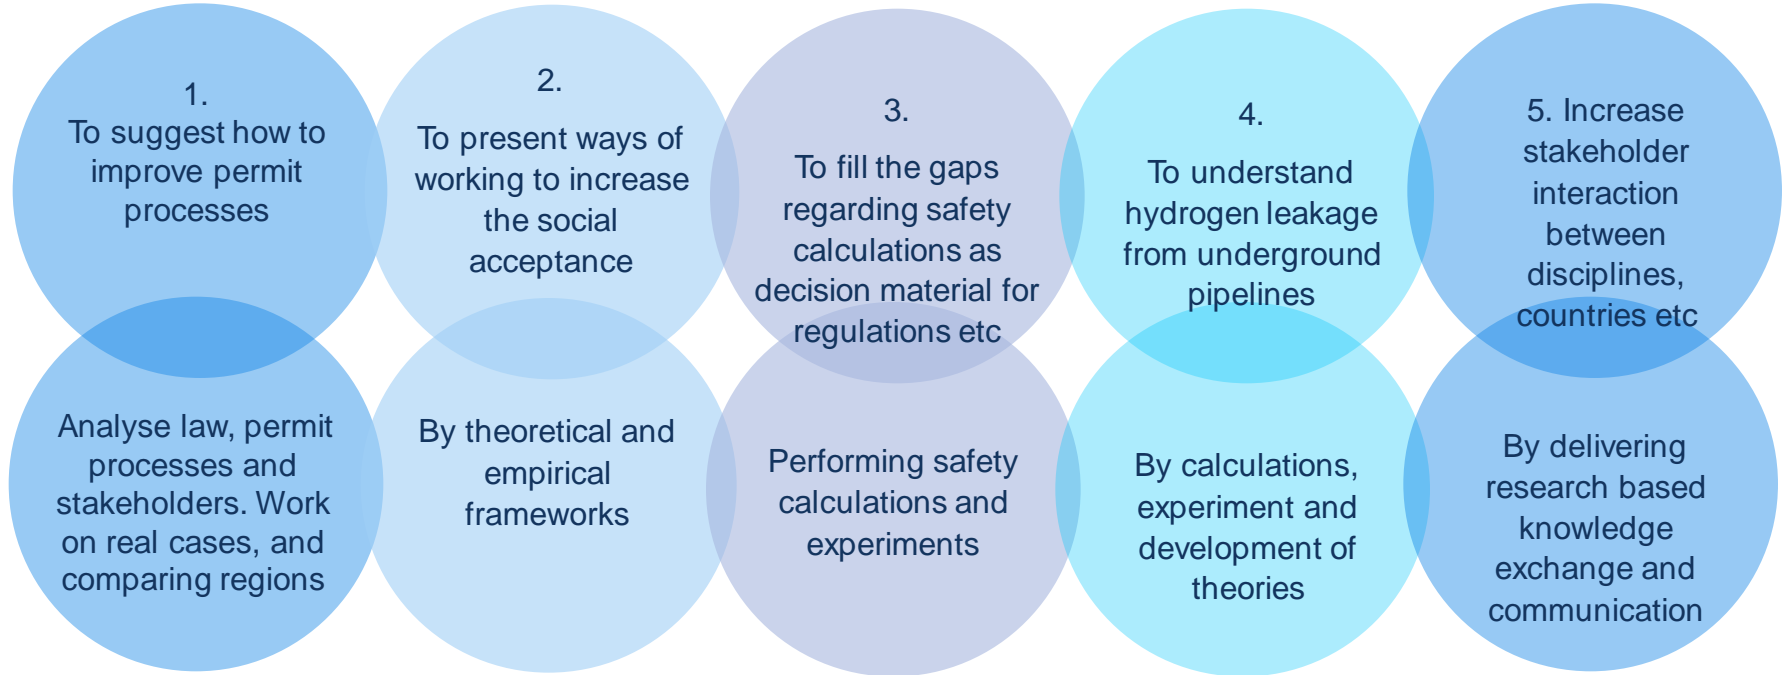 1.
To suggest how to
improve permit
processes
2.
To present ways of
working to increase
the social
acceptance
3.
To fill the gaps
regarding safety
calculations as
decision material for
regulations etc
4.
To understand
hydrogen leakage
from underground
pipelines
5. Increase
stakeholder
interaction
between
disciplines,
countries etc
Analyse law, permit
processes and
stakeholders. Work
on real cases, and
comparing regions
By theoretical and
empirical
frameworks
Performing safety
calculations and
experiments
By calculations,
experiment and
development of
theories
By delivering
research based
knowledge
exchange and
communication